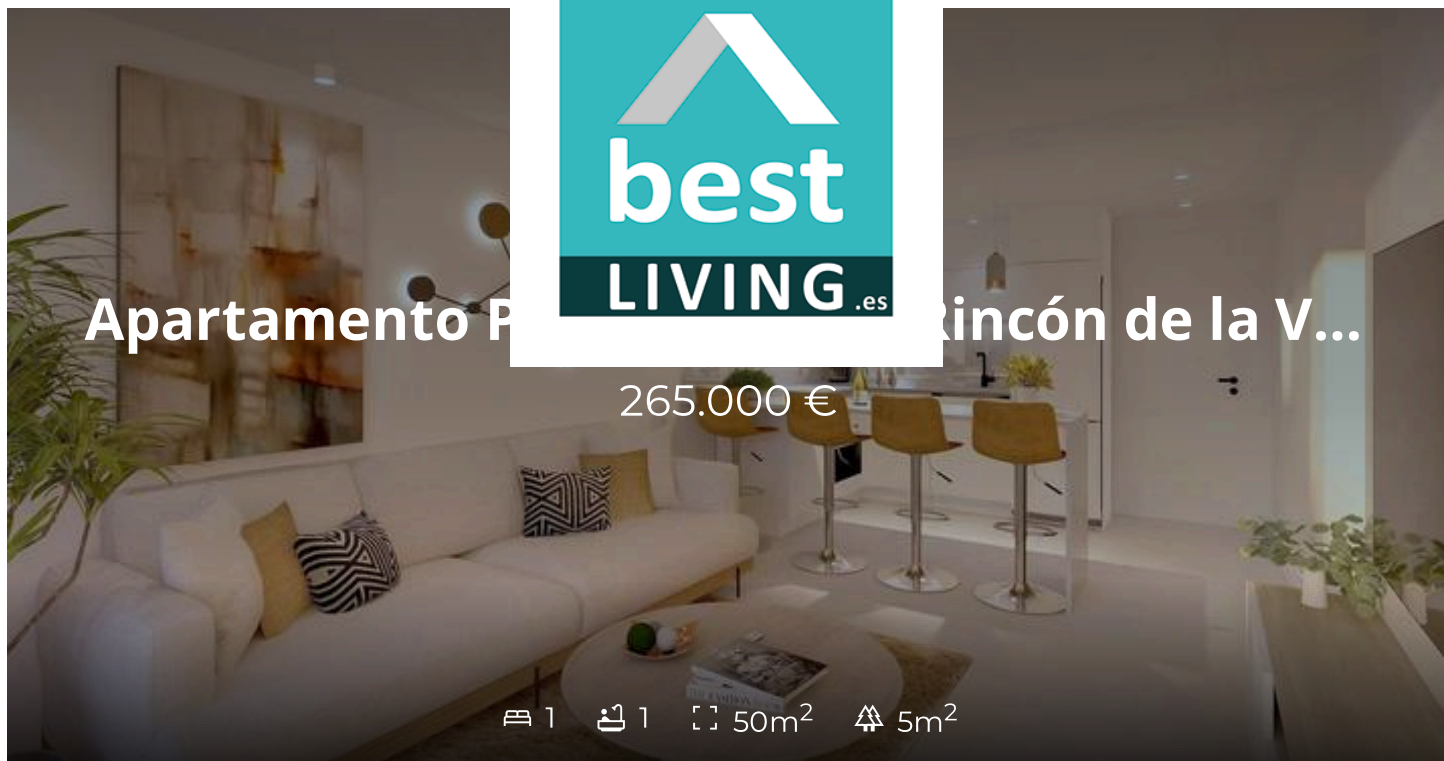 best
LIVING.es
Apartamento P
Rincón de la V...
265.000 €
1 1 50m² 5m²